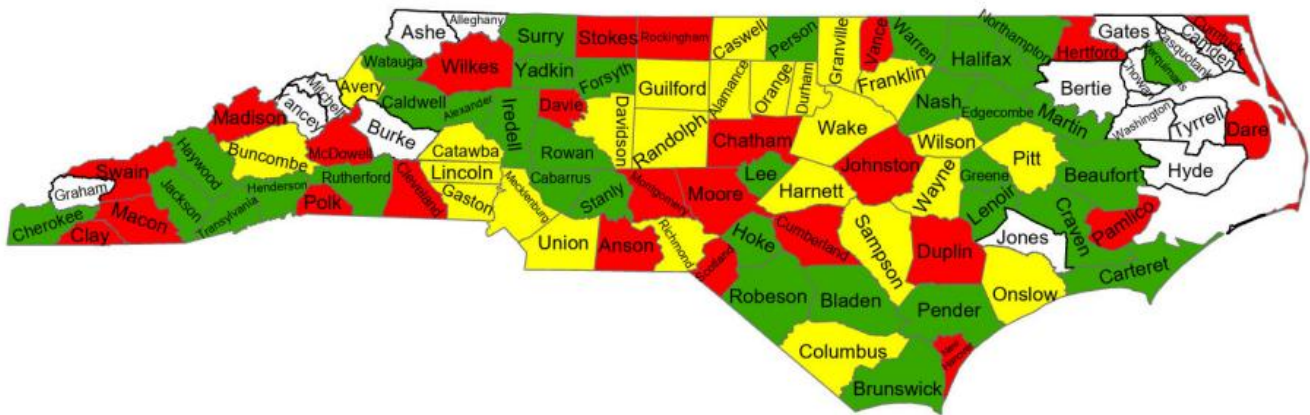 Ashe
Alleghany
Surry
Stokes
Rockingham
Caswell
Person
Granville
Vance
Warren
Halifax
Northampton
Hertford
Gates
Camden
Currituck
Pasquotank
Perquimans
Chowan
Bertie
Watauga
Wilkes
Yadkin
Forsyth
Guilford
Alamance
Orange
Durham
Franklin
Nash
Edgecombe
Martin
Washington
Tyrrell
Dare
Avery
Mitchell
ancey
Caldwell
Alexander
Iredell
Davie
Davidson
Randolph
Chatham
Wake
Wilson
Pitt
Beaufort
Hyde
Madison
Buncombe
McDowell
Burke
Catawba
Rowan
Lee
Johnston
Greene
Wayne
Lenoir
Craven
Pamlico
Swain
Haywood
Graham
Jackson
Henderson
Rutherford
Cleveland
Lincoln
Gaston
Mecklenburg
Cabarrus
Stanly
Montgomery
Moore
Harnett
Cherokee
Macon
Clay
Transylvania
Polk
Union
Anson
Richmond
Scotland
Hoke
Cumberland
Sampson
Duplin
Jones
Carteret
Onslow
Robeson
Bladen
Pender
Columbus
New
Hanover
Brunswick